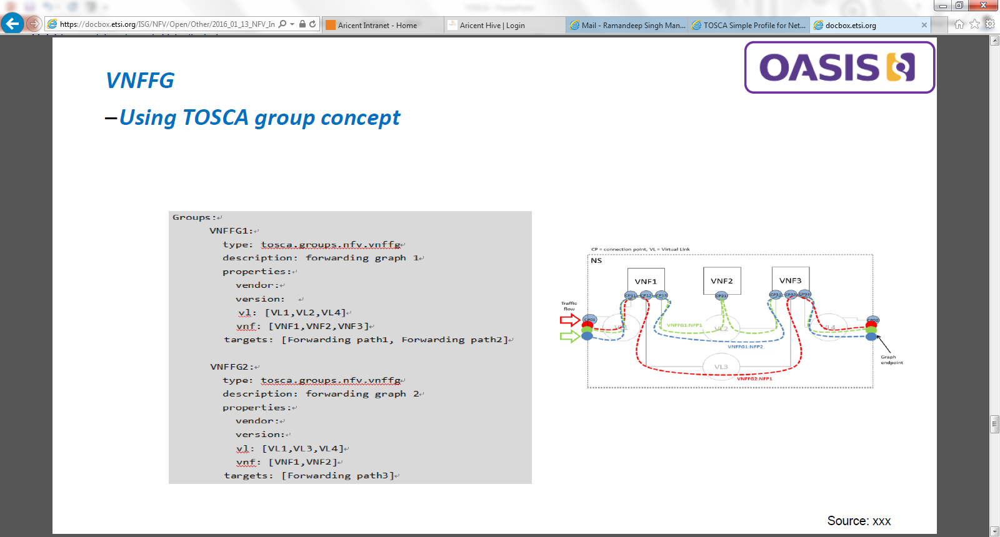 TOSCA - PowerPoint
https://docbox.etsi.org/ISG/NFV/Open/Other/2016_01_13_NFV_In
Aricent Intranet - Home
Aricent Hive | Login
Mail - Ramandeep Singh Man...
TOSCA Simple Profile for Net...
docbox.etsi.org
OASIS
VNFFG
–Using TOSCA group concept
Groups:
VNFFG1:
type: tosca.groups.nfv.vnffg
description: forwarding graph 1
properties:
vendor:
version:
vl: [VL1,VL2,VL4]
vnf: [VNF1,VNF2,VNF3]
targets: [Forwarding path1, Forwarding path2]
VNFFG2:
type: tosca.groups.nfv.vnffg
description: forwarding graph 2
properties:
vendor:
version:
vl: [VL1,VL3,VL4]
vnf: [VNF1,VNF2]
targets: [Forwarding path3]
CP = connection point, VL = Virtual Link
NS
VNF1
VNF2
VNF3
CP11
CP12
CP13
CP21
CP31
CP32
CP33
Traffic
flow
CP01
CP02
VL1
VNFFG1:NFP1
VL2
VL4
VNFFG1:NFP2
VL3
VNFFG2:NFP1
Graph
endpoint
Source: xxx